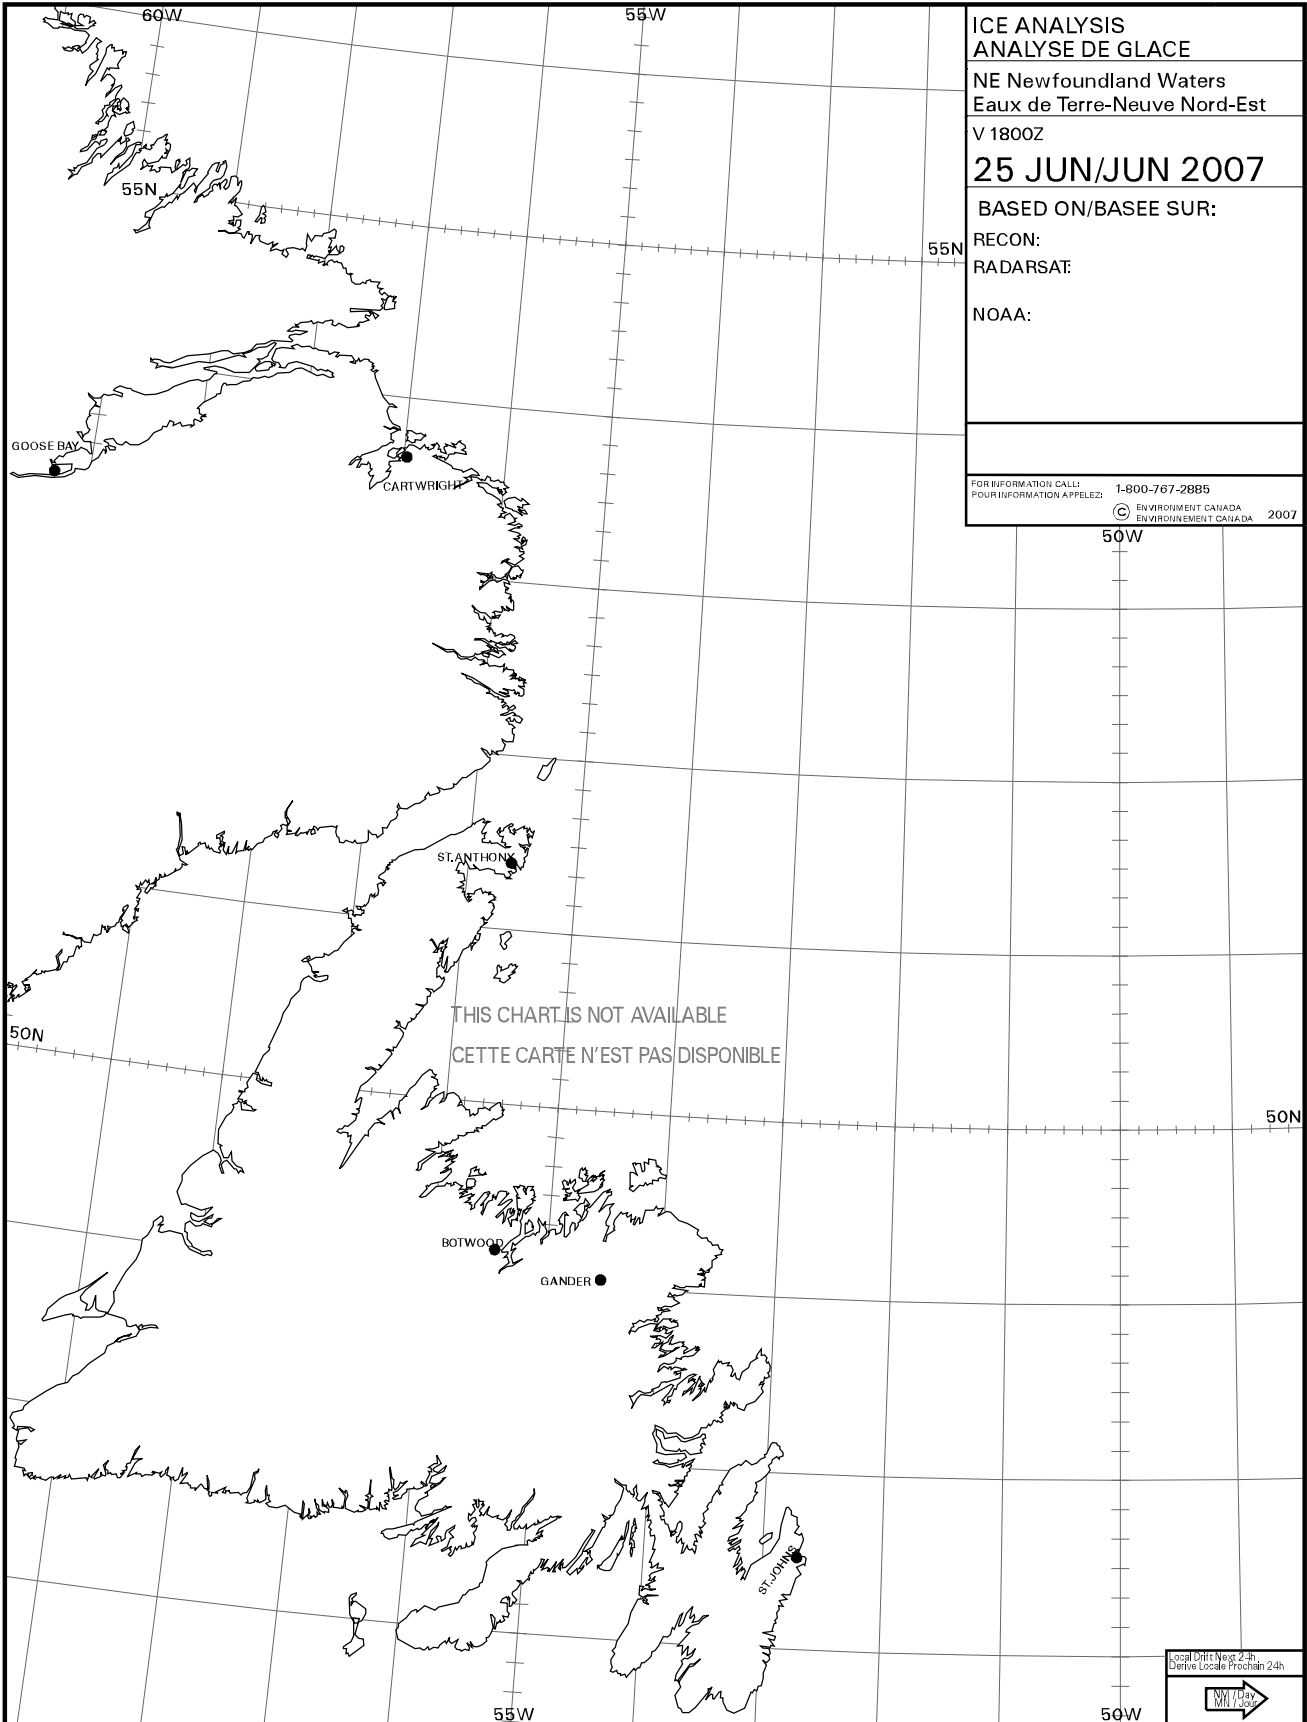 60W
55W
ICE ANALYSIS
ANALYSE DE GLACE
NE Newfoundland Waters
Eaux de Terre-Neuve Nord-Est
V 1800Z
25 JUN/JUN 2007
BASED ON/BASEE SUR:
RECON:
RADARSAT:
NOAA:
FOR INFORMATION CALL:
POUR INFORMATION APPELEZ:
1-800-767-2885
© ENVIRONMENT CANADA
ENVIRONNEMENT CANADA
2007
55N
55N
GOOSE BAY
CARTWRIGHT
50W
ST.ANTHONY
THIS CHART IS NOT AVAILABLE
CETTE CARTE N'EST PAS DISPONIBLE
50N
50N
BOTWOOD
GANDER
ST.JOHNS
Local Drift Next 24h
Derive Locale Prochain 24h
NM / Day
MN / Jour
55W
50W